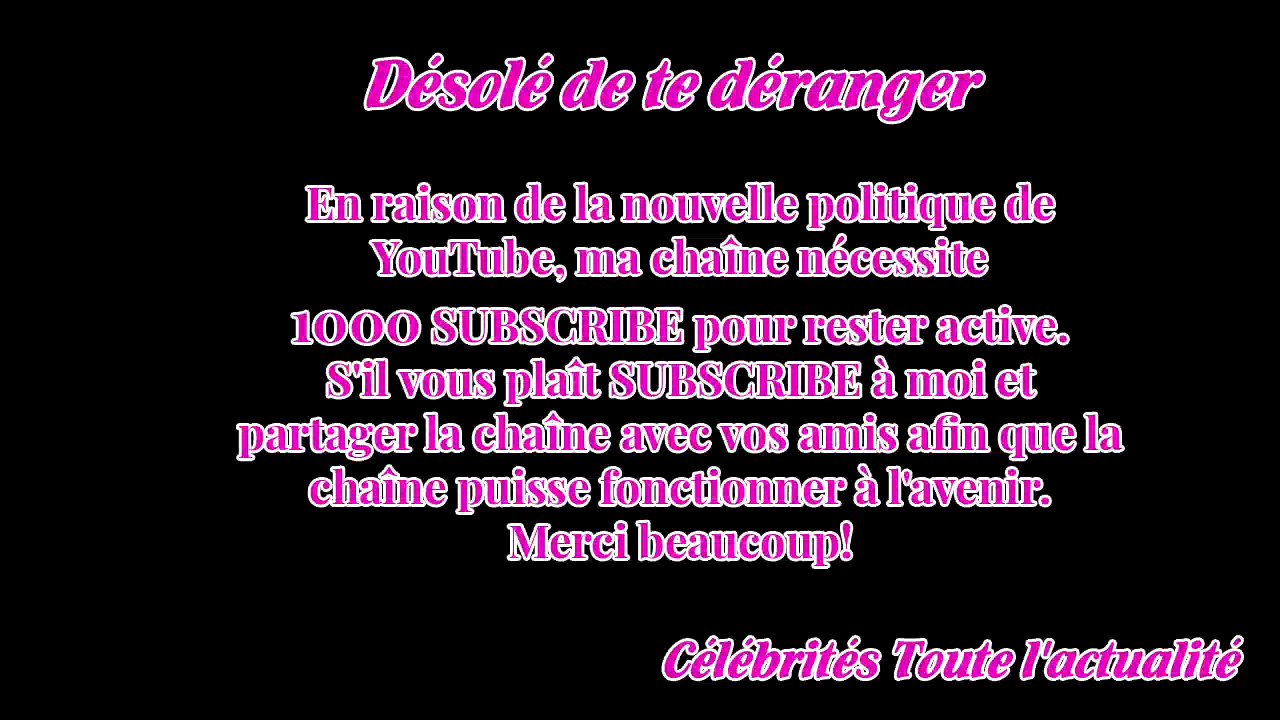 Désolé de te déranger
En raison de la nouvelle politique de
YouTube, ma chaîne nécessite
1000 SUBSCRIBE pour rester active.
S'il vous plaît SUBSCRIBE à moi et
partager la chaîne avec vos amis afin que la
chaîne puisse fonctionner à l'avenir.
Merci beaucoup!
Célébrités Toute l'actualité